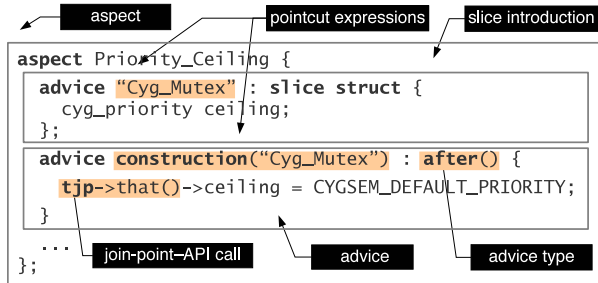 aspect
pointcut expressions
slice introduction
aspect Priority_Ceiling {
advice “Cyg_Mutex” : slice struct {
cyg_priority ceiling;
};
advice construction(“Cyg_Mutex”) : after() {
tjp->that()->ceiling = CYGSEM_DEFAULT_PRIORITY;
}
...
};
join-point–API call
advice
advice type